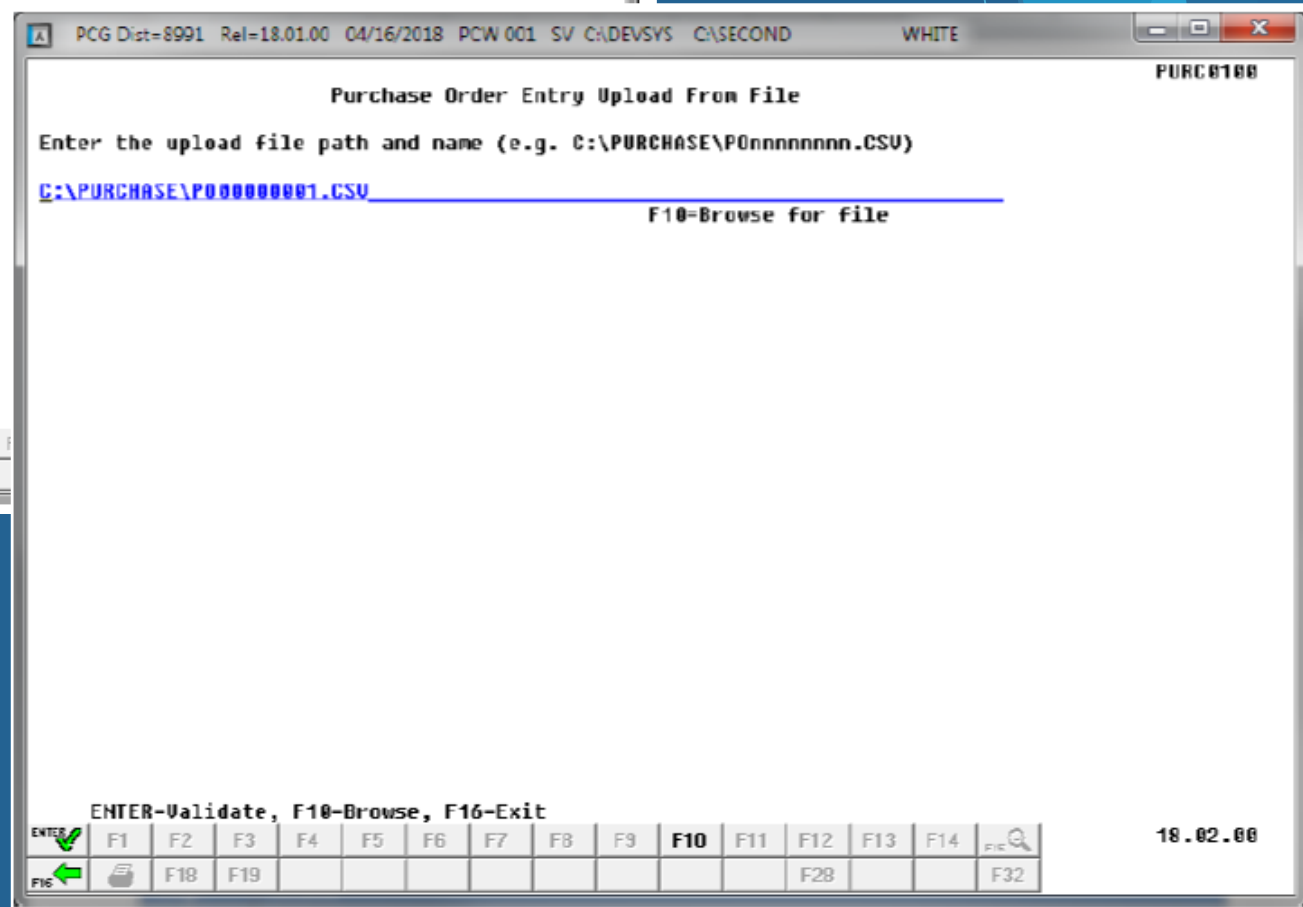 PCG Dist=8991 Rel=18.01.00 04/16/2018 PCW 001 SV C:\DEVSYS C:\SECOND WHITE
PURC0100
Purchase Order Entry Upload From File
Enter the upload file path and name (e.g. C:\PURCHASE\POnnnnnnnn.CSV)
C:\PURCHASE\PO00000001.CSV
F10=Browse for file
ENTER-Validate, F10-Browse, F16-Exit
ENTER F1 F2 F3 F4 F5 F6 F7 F8 F9 F10 F11 F12 F13 F14 F15
18.02.00
F16 F18 F19 F28 F32